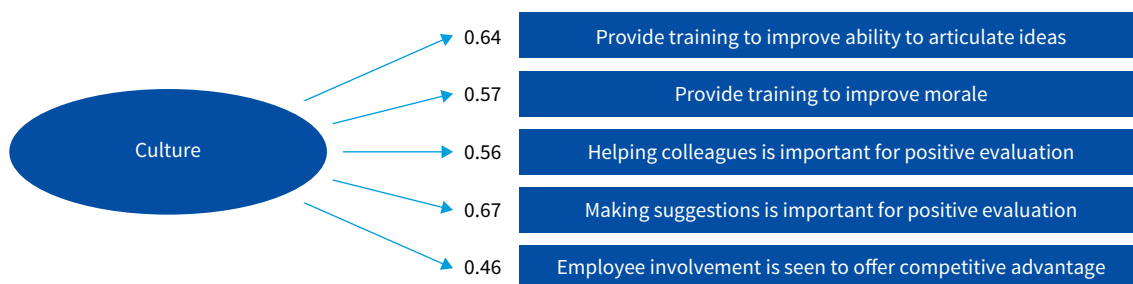 0.64 Provide training to improve ability to articulate ideas
0.57 Provide training to improve morale
Culture
0.56 Helping colleagues is important for positive evaluation
0.67 Making suggestions is important for positive evaluation
0.46 Employee involvement is seen to offer competitive advantage